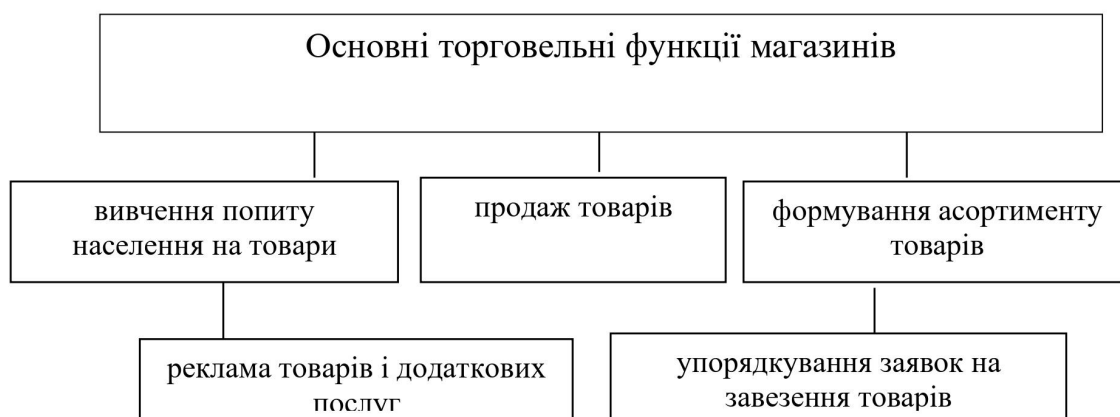 Основні торговельні функції магазинів
вивчення попиту
населення на товари
продаж товарів
формування асортименту
товарів
реклама товарів і додаткових
послуг
упорядкування заявок на
завезення товарів